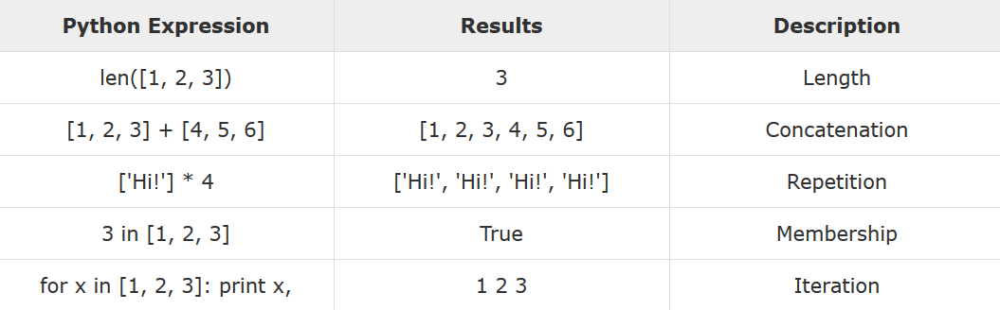 Python Expression Results Description
len([1, 2, 3]) 3 Length
[1, 2, 3] + [4, 5, 6] [1, 2, 3, 4, 5, 6] Concatenation
['Hi!'] * 4 ['Hi!', 'Hi!', 'Hi!', 'Hi!'] Repetition
3 in [1, 2, 3] True Membership
for x in [1, 2, 3]: print x, 1 2 3 Iteration